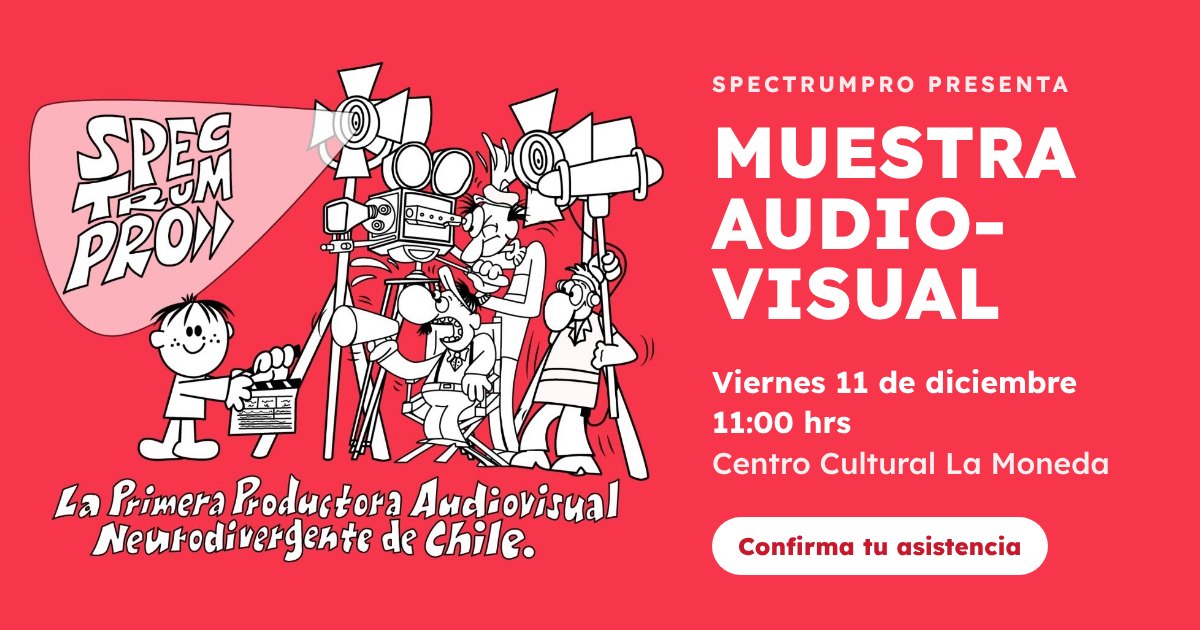 SPEC
TRUM
PRO
La Primera Productora Audiovisual
Neurodivergente de Chile.
SPECTRUMPRO PRESENTA
MUESTRA
AUDIO-
VISUAL
Viernes 11 de diciembre
11:00 hrs
Centro Cultural La Moneda
Confirma tu asistencia